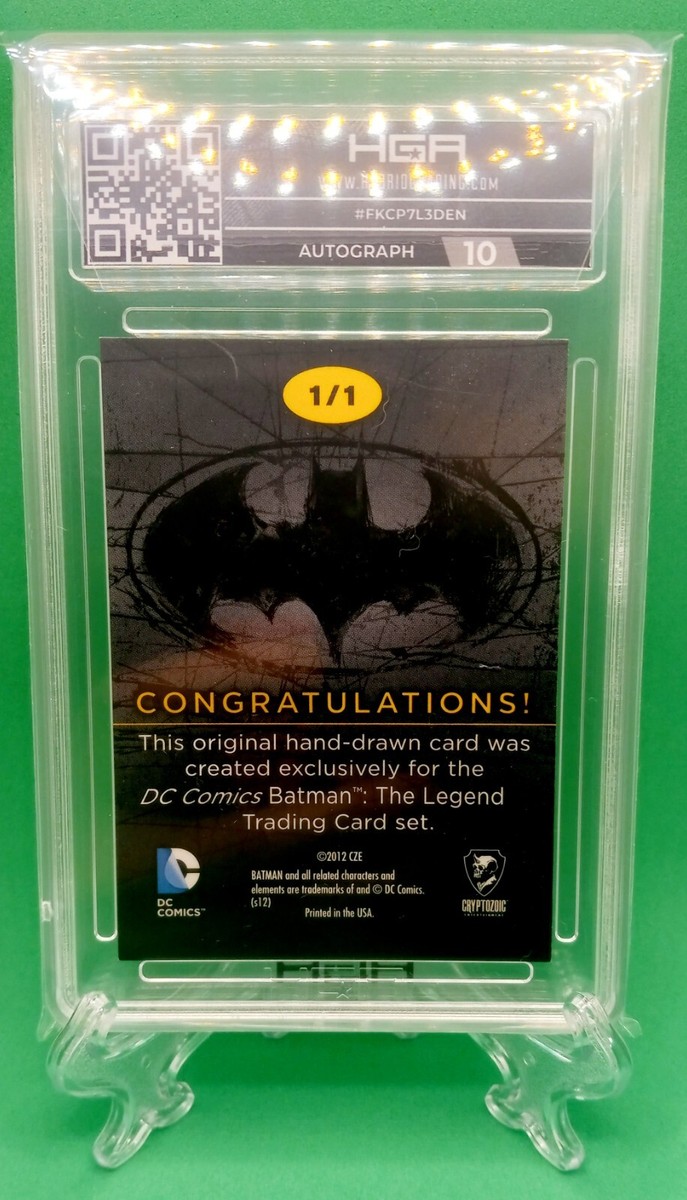 HGA
#FKCP7L3DEN
AUTOGRAPH 10
1/1
CONGRATULATIONS!
This original hand-drawn card was
created exclusively for the
DC Comics Batman™: The Legend
Trading Card set.
©2012 CZE
BATMAN and all related characters and
elements are trademarks of and © DC Comics.
(s12)
Printed in the USA.
DC
COMICS™
CRYPTOZOIC
ENTERTAINMENT
HGA